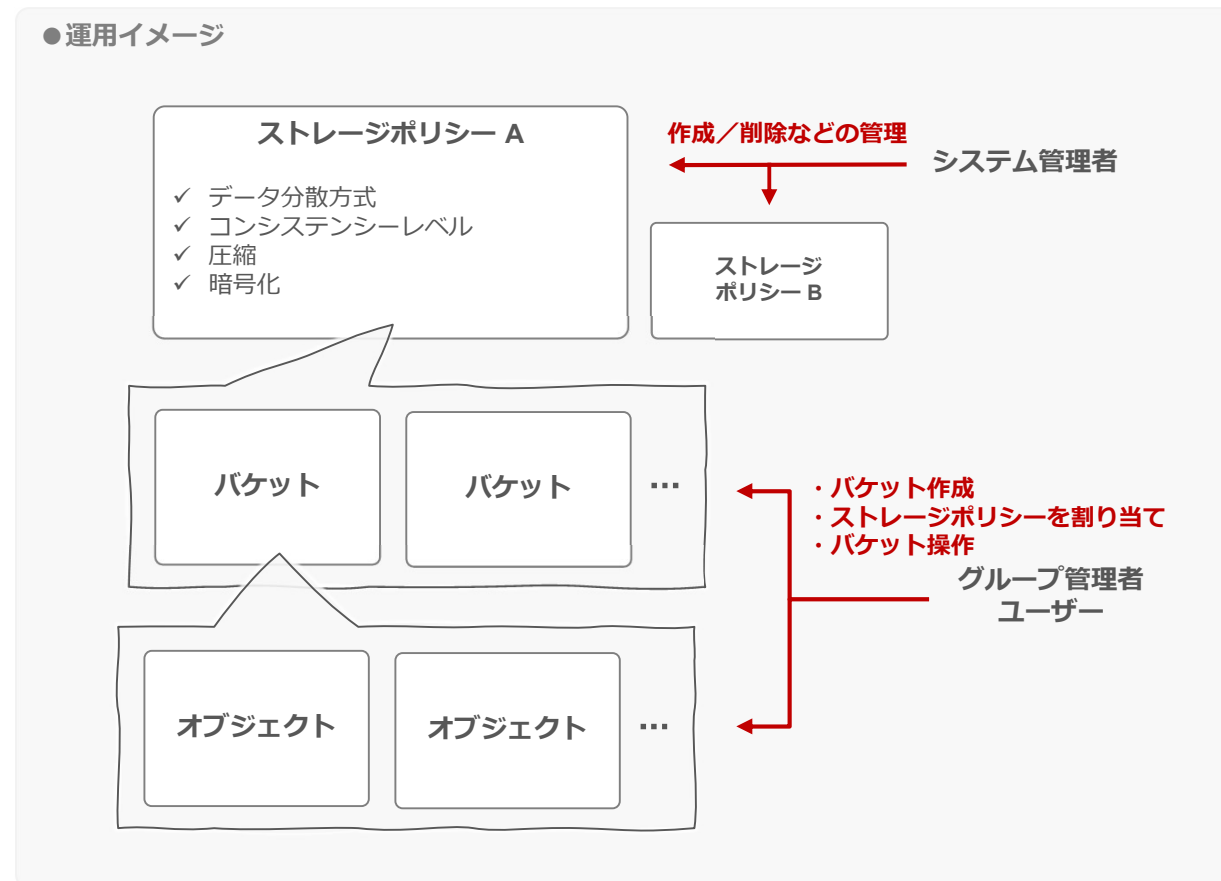 ●運用イメージ
ストレージポリシー A
✓ データ分散方式
✓ コンシステンシーレベル
✓ 圧縮
✓ 暗号化
作成／削除などの管理
システム管理者
ストレージ
ポリシー B
バケット
バケット
…
・バケット作成
・ストレージポリシーを割り当て
・バケット操作
グループ管理者
ユーザー
オブジェクト
オブジェクト
…